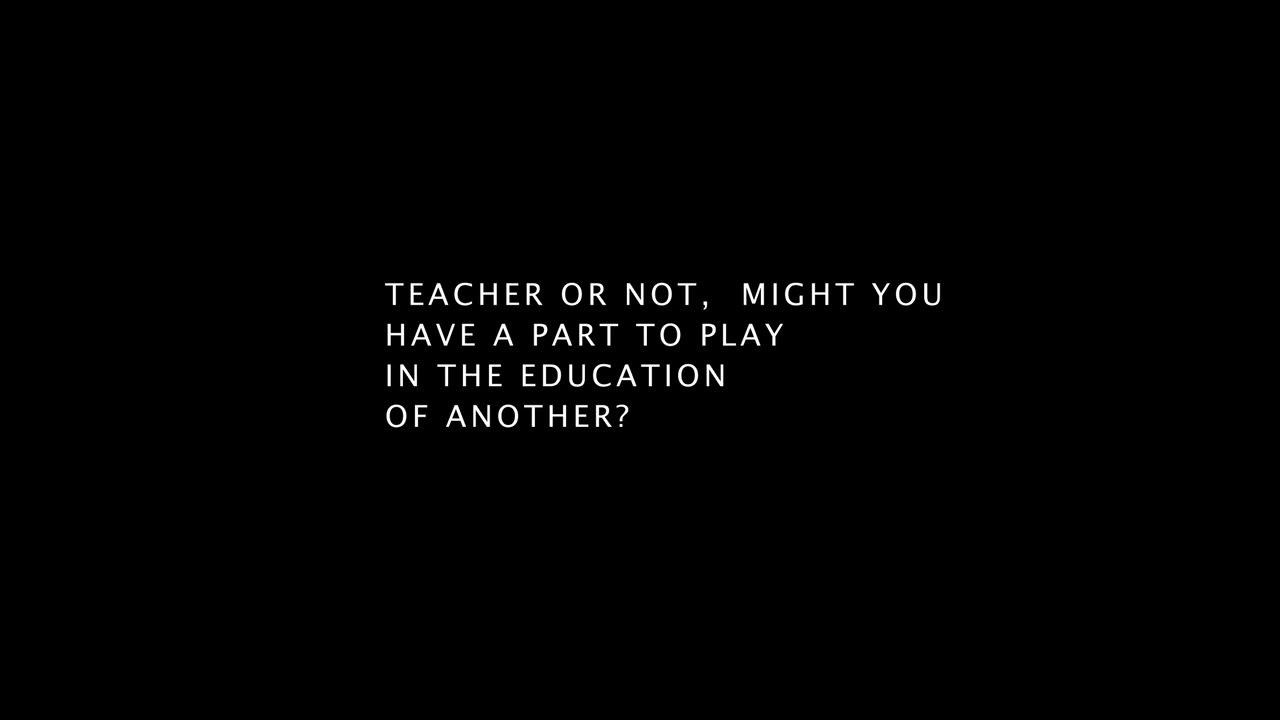 TEACHER OR NOT,  MIGHT YOU
HAVE A PART TO PLAY
IN THE EDUCATION
OF ANOTHER?